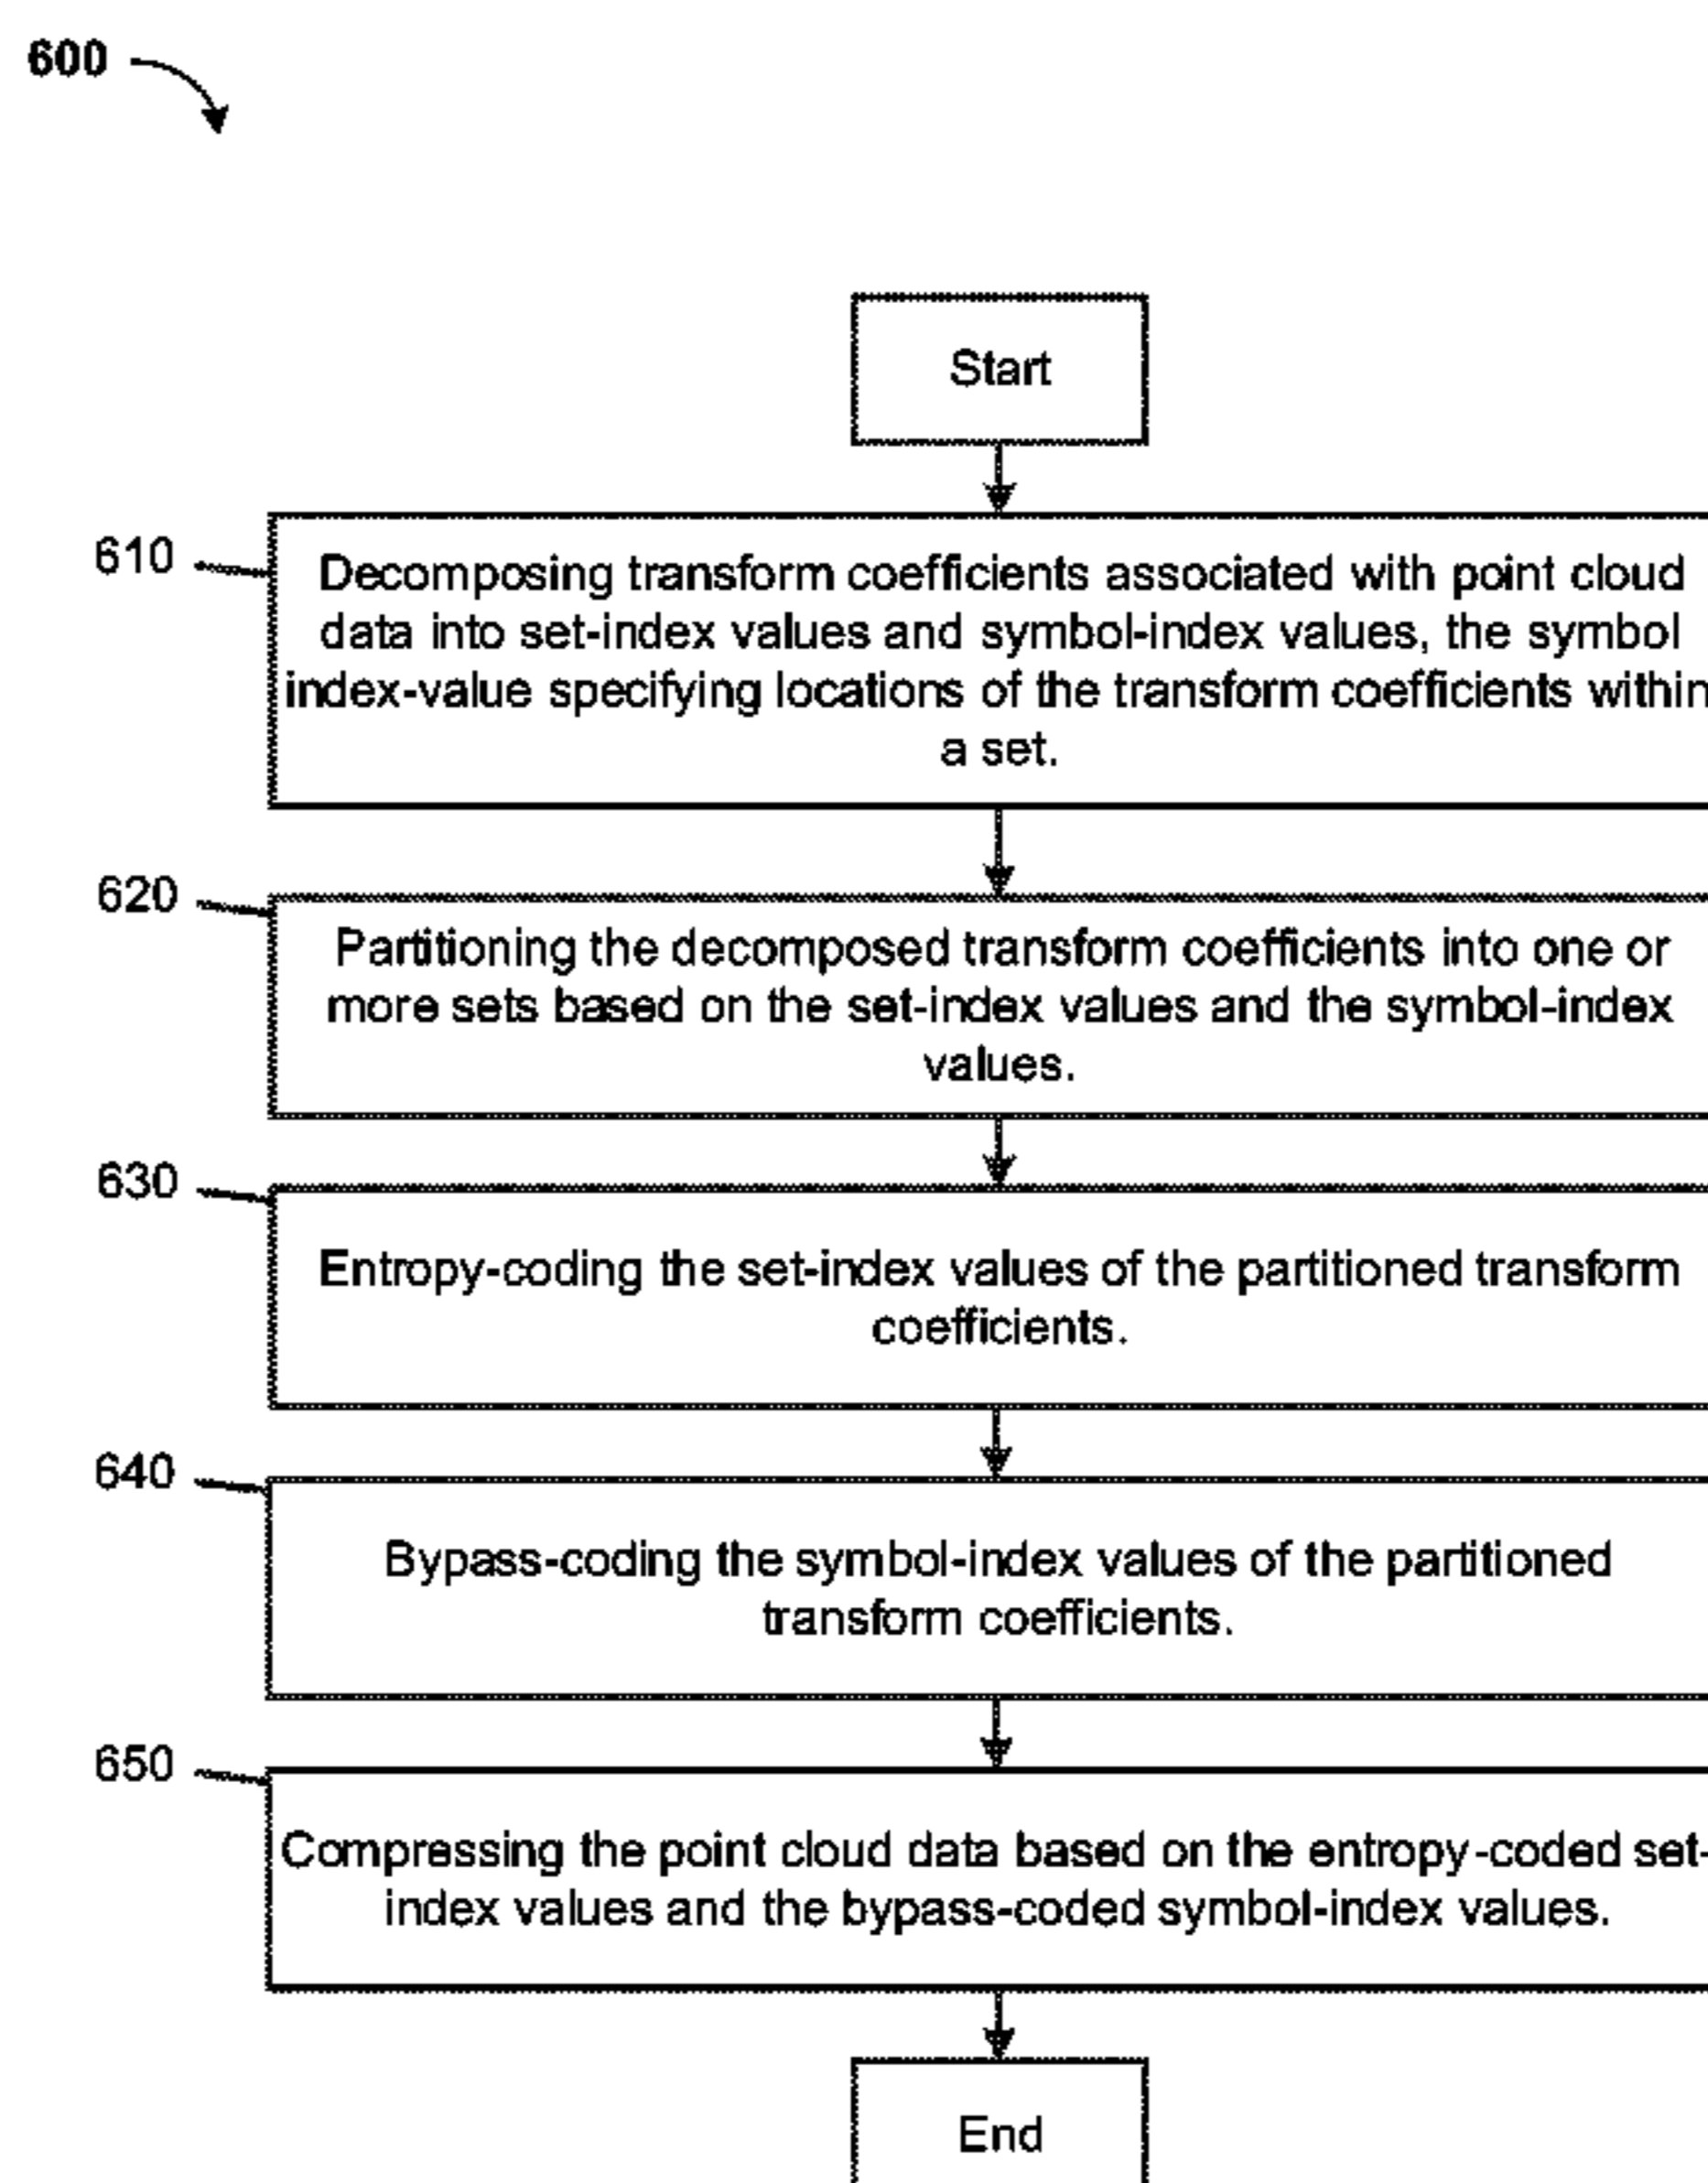 600
Start
610
Decomposing transform coefficients associated with point cloud
data into set-index values and symbol-index values, the symbol
index-value specifying locations of the transform coefficients within
a set.
620
Partitioning the decomposed transform coefficients into one or
more sets based on the set-index values and the symbol-index
values.
630
Entropy-coding the set-index values of the partitioned transform
coefficients.
640
Bypass-coding the symbol-index values of the partitioned
transform coefficients.
650
Compressing the point cloud data based on the entropy-coded set-
index values and the bypass-coded symbol-index values.
End